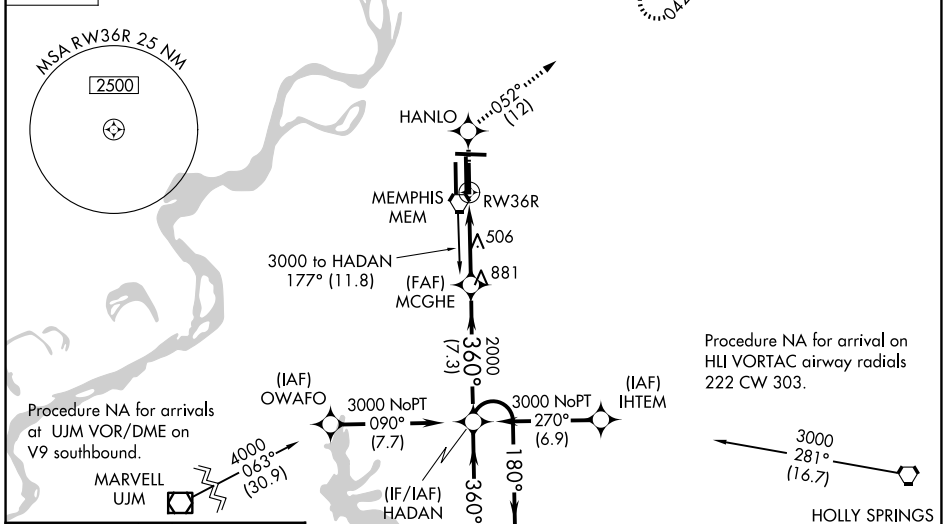 042
MSA RW36R 25 NM
2500
052°
(12)
HANLO
MEMPHIS
MEM
RW36R
506
3000 to HADAN
177° (11.8)
881
(FAF)
MCGHE
2000
360°
(7.3)
Procedure NA for arrival on
HLI VORTAC airway radials
222 CW 303.
(IAF)
OWAFO
3000 NoPT
090°
(7.7)
3000 NoPT
270°
(6.9)
(IAF)
IHTEM
Procedure NA for arrivals
at UJM VOR/DME on
V9 southbound.
4000
063°
(30.9)
MARVELL
UJM
3000
281°
(16.7)
180°
360°
(IF/IAF)
HADAN
HOLLY SPRINGS